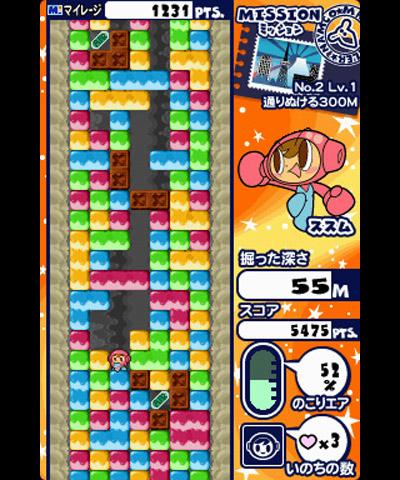 M!マイレージ 1231 PTS.
MISSION
ミッション
No.2 Lv.1
通りぬける300M
ススム
掘った深さ
55M
スコア
5475 PTS.
52
%
のこりエア
×3
いのちの数